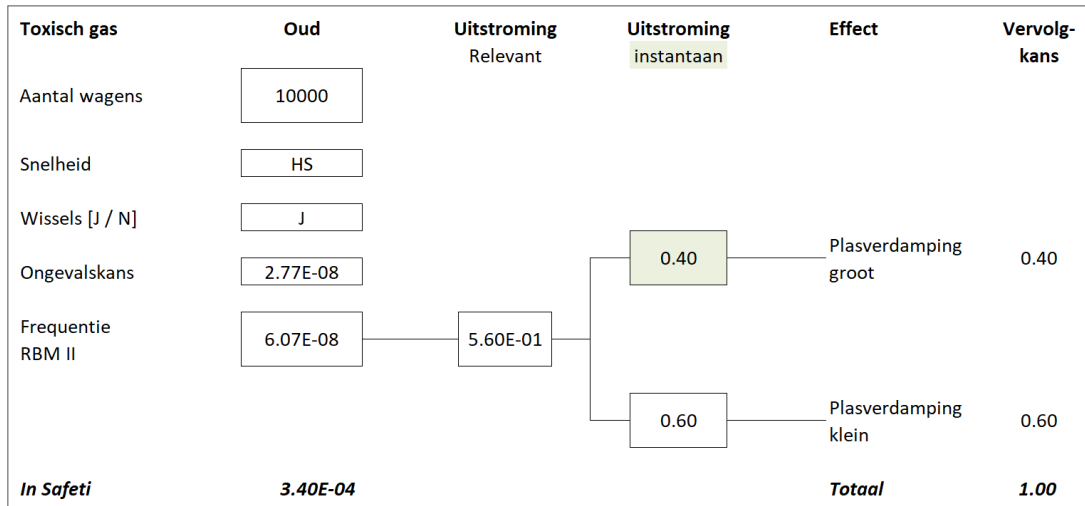 Toxisch gas Oud Uitstroming Uitstroming Effect Vervolg-
Relevant instantaan kans
Aantal wagens 10000
Snelheid HS
Wissels [J / N] J
0.40 Plasverdamping 0.40
groot
Ongevalskans 2.77E-08
Frequentie
RBM II
6.07E-08 5.60E-01
0.60 Plasverdamping 0.60
klein
In Safeti 3.40E-04 Totaal 1.00